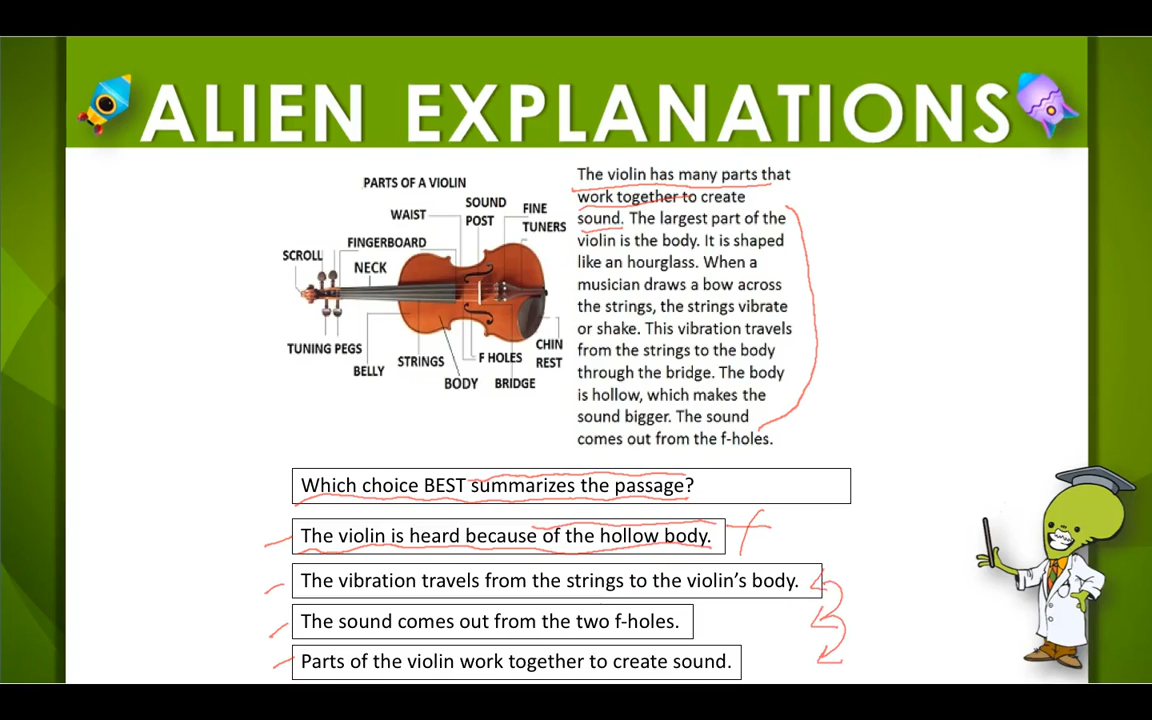 ALIEN EXPLANATIONS
PARTS OF A VIOLIN
WAIST
SOUND
POST
FINE
TUNERS
FINGERBOARD
SCROLL
NECK
TUNING PEGS
BELLY
STRINGS
BODY
F HOLES
BRIDGE
CHIN
REST
The violin has many parts that
work together to create
sound. The largest part of the
violin is the body. It is shaped
like an hourglass. When a
musician draws a bow across
the strings, the strings vibrate
or shake. This vibration travels
from the strings to the body
through the bridge. The body
is hollow, which makes the
sound bigger. The sound
comes out from the f-holes.
Which choice BEST summarizes the passage?
The violin is heard because of the hollow body.
The vibration travels from the strings to the violin's body.
The sound comes out from the two f-holes.
Parts of the violin work together to create sound.